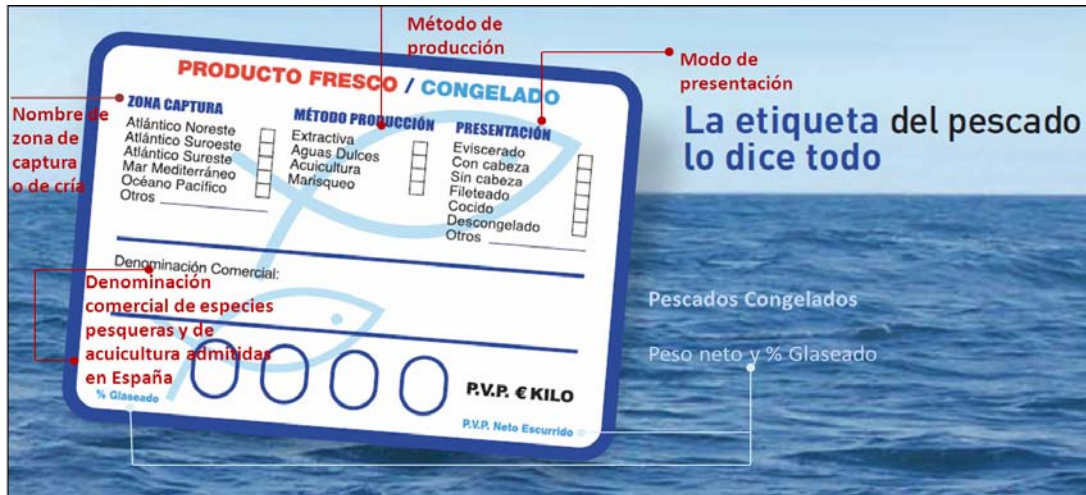 Método de
producción
Modo de
presentación
Nombre de
zona de
captura
o de cría
La etiqueta del pescado
lo dice todo
PRODUCTO FRESCO / CONGELADO
ZONA CAPTURA
Atlántico Noreste
Atlántico Suroeste
Atlántico Sureste
Mar Mediterráneo
Océano Pacífico
Otros
MÉTODO PRODUCCIÓN
Extractiva
Aguas Dulces
Acuicultura
Marisqueo
PRESENTACIÓN
Eviscerado
Con cabeza
Sin cabeza
Fileteado
Cocido
Descongelado
Otros
Denominación Comercial:
Denominación
comercial de especies
pesqueras y de
acuicultura admitidas
en España
Pescados Congelados
Peso neto y % Glaseado
P.V.P. € KILO
% Glaseado
P.V.P. Neto Escurrido